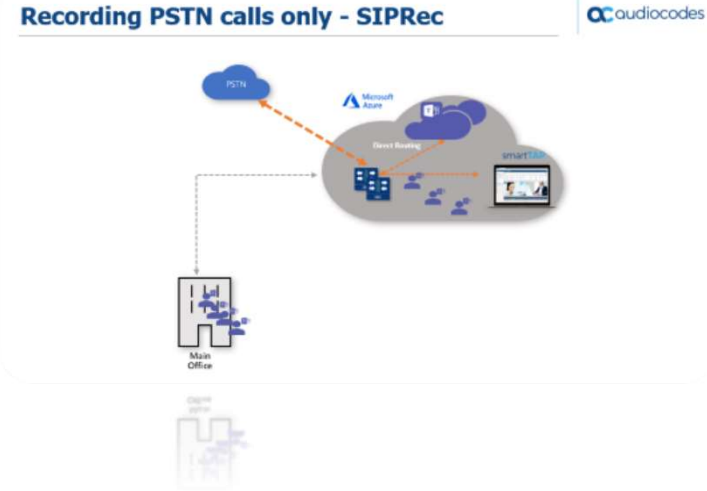 Recording PSTN calls only - SIPRec
audiocodes
PSTN
Microsoft
Azure
Direct Routing
smartTAP
Main
Office